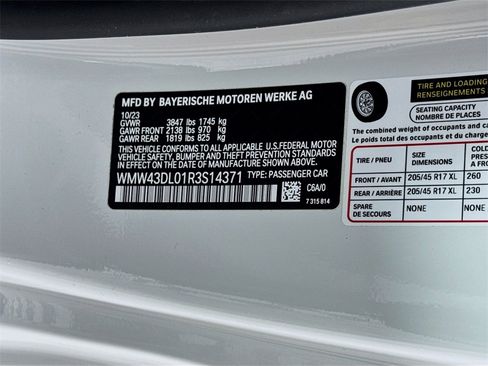 MFD BY BAYERISCHE MOTOREN WERKE AG
10/23
GVWR 3847 lbs 1745 kg
GAWR FRONT 2138 lbs 970 kg
GAWR REAR 1819 lbs 825 kg
THIS VEHICLE CONFORMS TO ALL APPLICABLE U.S.FEDERAL MOTOR
VEHICLE SAFETY, BUMPER, AND THEFT PREVENTION STANDARDS
IN EFFECT ON THE DATE OF MANUFACTURE SHOWN ABOVE.
WMW43DL01R3S14371 TYPE: PASSENGER CAR
C6A/0
7 315 814
TIRE AND LOADING
RENSEIGNEMENTS
SEATING CAPACITY
NOMBRE DE PLACES
The combined weight of occupants and car
Le poids total des occupants et du
TIRE / PNEU SIZE DIMENSIONS COLD
FRONT / AVANT 205/45 R17 XL 260
REAR / ARRIÈRE 205/45 R17 XL 230
SPARE DE SECOURS NONE NONE